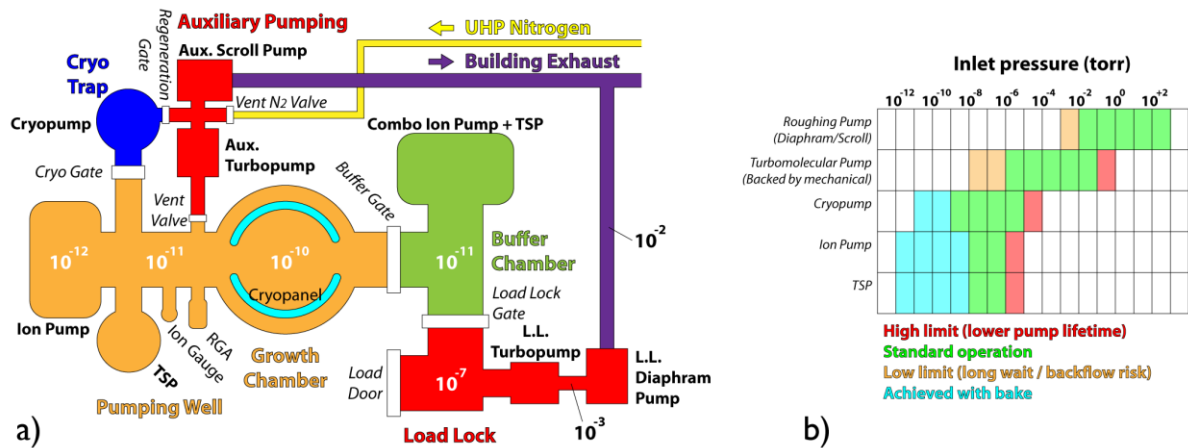 Auxiliary Pumping
UHP Nitrogen
Aux. Scroll Pump
Building Exhaust
Regeneration
Gate
Cryo
Trap
Vent N2 Valve
Cryopump
Combo Ion Pump + TSP
Aux.
Turbopump
Cryo Gate
Vent
Valve
Buffer Gate
10-12
10-11
10-10
10-11
10-2
Buffer
Chamber
Cryopanel
Load Lock
Gate
Ion Pump
TSP
Ion Gauge
RGA
Growth
Chamber
L.L.
Turbopump
Pumping Well
Load
Door
10-7
L.L.
Diaphram
Pump
10-3
Load Lock
a)
Inlet pressure (torr)
10-12 10-10 10-8 10-6 10-4 10-2 100 10+2
Roughing Pump
(Diaphram/Scroll)
Turbomolecular Pump
(Backed by mechanical)
Cryopump
Ion Pump
TSP
High limit (lower pump lifetime)
Standard operation
Low limit (long wait / backflow risk)
Achieved with bake
b)